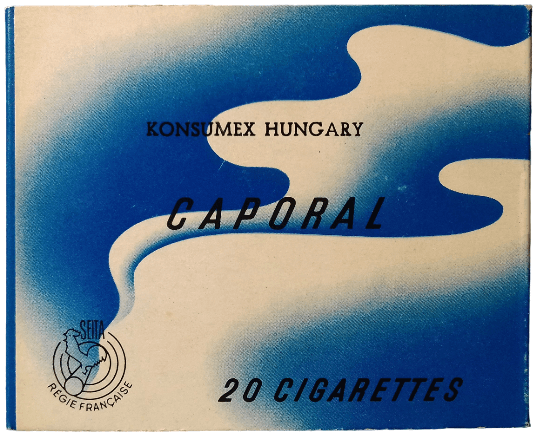 KONSUMEX HUNGARY
CAPORAL
SEITA
RÉGIE FRANÇAISE
20 CIGARETTES